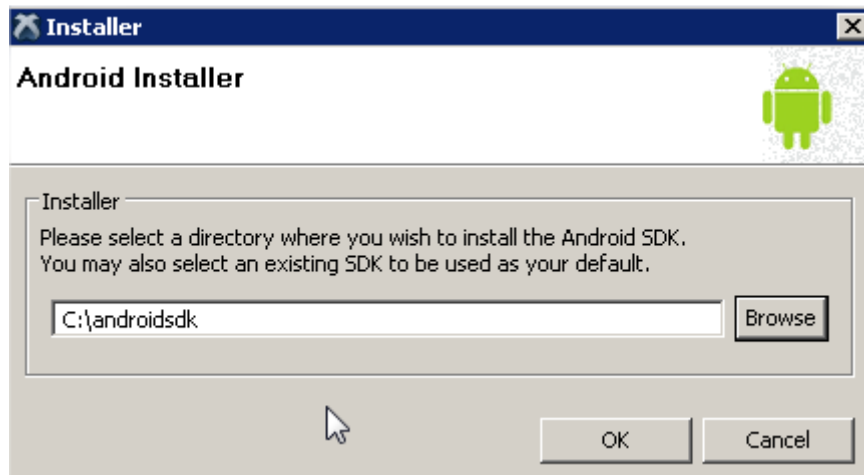 Installer
Android Installer
Installer
Please select a directory where you wish to install the Android SDK.
You may also select an existing SDK to be used as your default.
C:\androidsdk
Browse
OK
Cancel